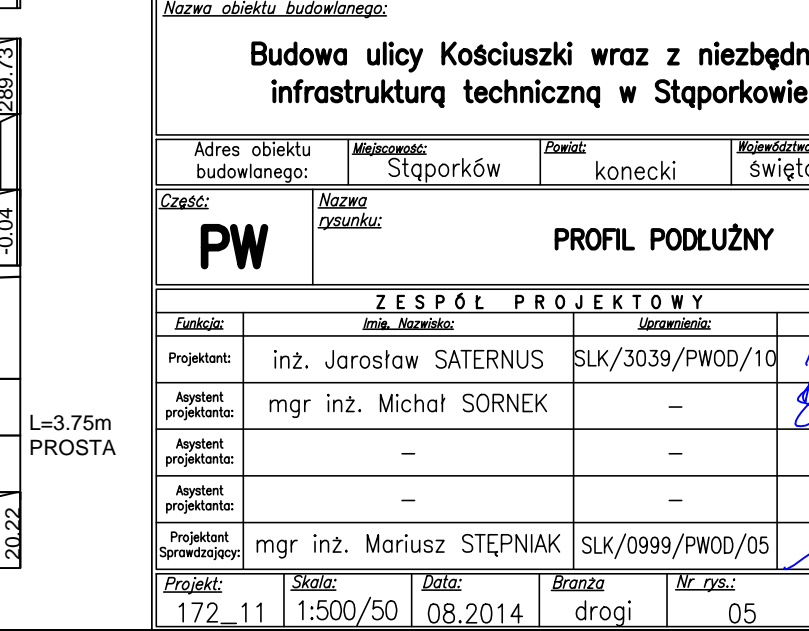 289.73
-0.04
L=3.75m
PROSTA
20.22
Nazwa obiektu budowlanego:
Budowa ulicy Kościuszki wraz z niezbędn
infrastrukturą techniczną w Stąporkowie
Adres obiektu
budowlanego:
Miejscowość:
Stąporków
Powiat:
konecki
Województwo
święto
Część:
PW
Nazwa
rysunku:
PROFIL PODŁUŻNY
ZESPÓŁ PROJEKTOWY
Funkcja: Imię, Nazwisko: Uprawnienia:
Projektant: inż. Jarosław SATERNUS SLK/3039/PWOD/10
Asystent
projektanta: mgr inż. Michał SORNEK –
Asystent
projektanta: – –
Asystent
projektanta: – –
Projektant
Sprawdzający: mgr inż. Mariusz STĘPNIAK SLK/0999/PWOD/05
Projekt: Skala: Data: Branża Nr rys.:
172_11 1:500/50 08.2014 drogi 05